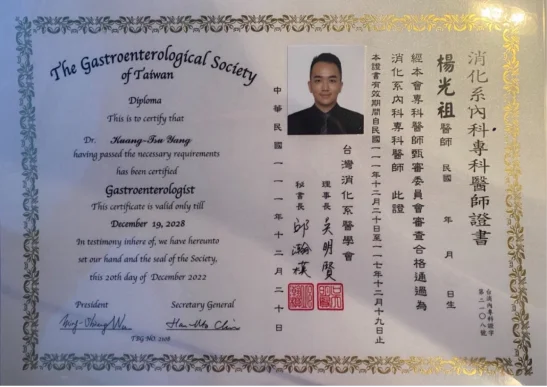 The Gastroenterological Society
of Taiwan
Diploma
This is to certify that
Dr. Kuang-Tsu Yang
having passed the necessary requirements
has been certified
Gastroenterologist
This certificate is valid only till
December 19, 2028
In testimony inhere of, we have hereunto
set our hand and the seal of the Society,
this 20th day of December 2022
President
Secretary General
TSG NO. 2108
消化系內科專科醫師證書
楊光祖 醫師 民國 年 月 日生
經本會專科醫師甄審委員會審查合格通過為
消化系內科專科醫師 此證
本證書有效期間自民國一一一年十二月二十日至一一七年十二月十九日止
台灣消化系醫學會
理事長 吳明賢
秘書長 邱瀚模
中華民國一一一年十二月二十日
第二一〇八號